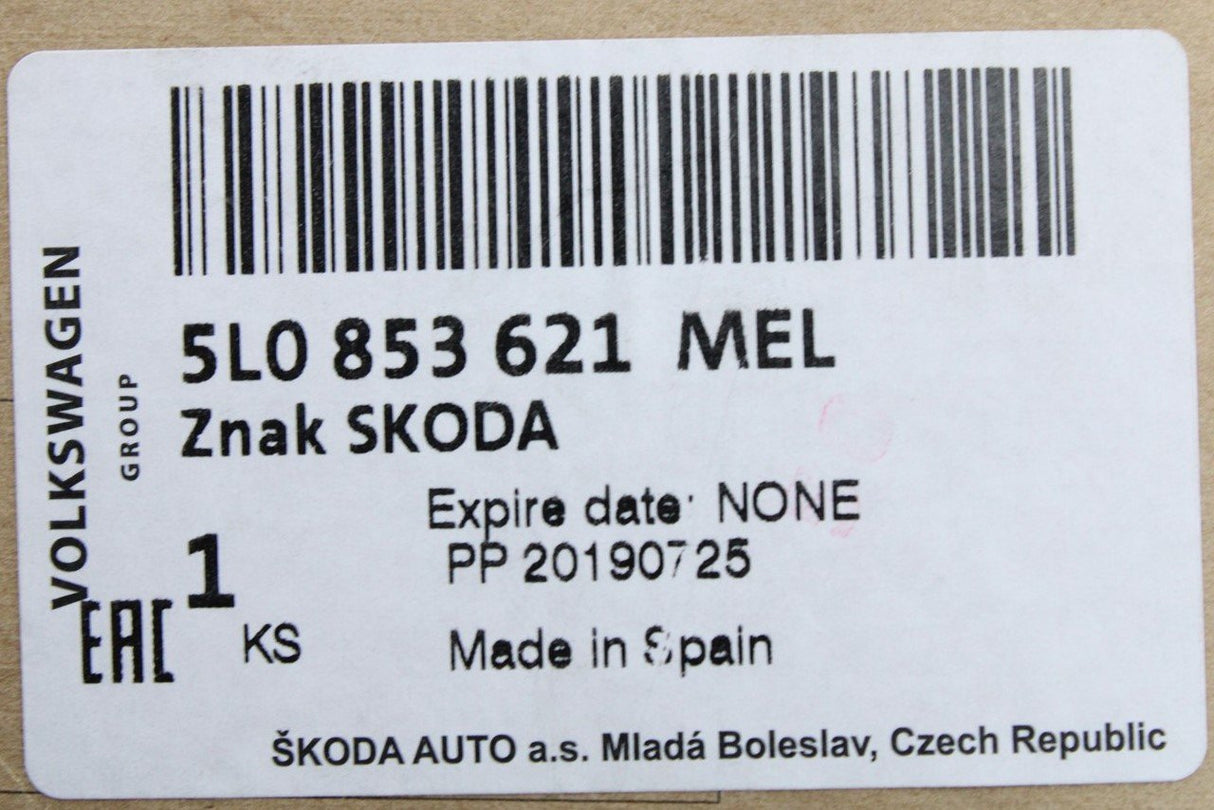 VOLKSWAGEN
GROUP
5L0 853 621 MEL
Znak SKODA
Expire date: NONE
PP 20190725
1
KS
EAC
Made in Spain
ŠKODA AUTO a.s. Mladá Boleslav, Czech Republic